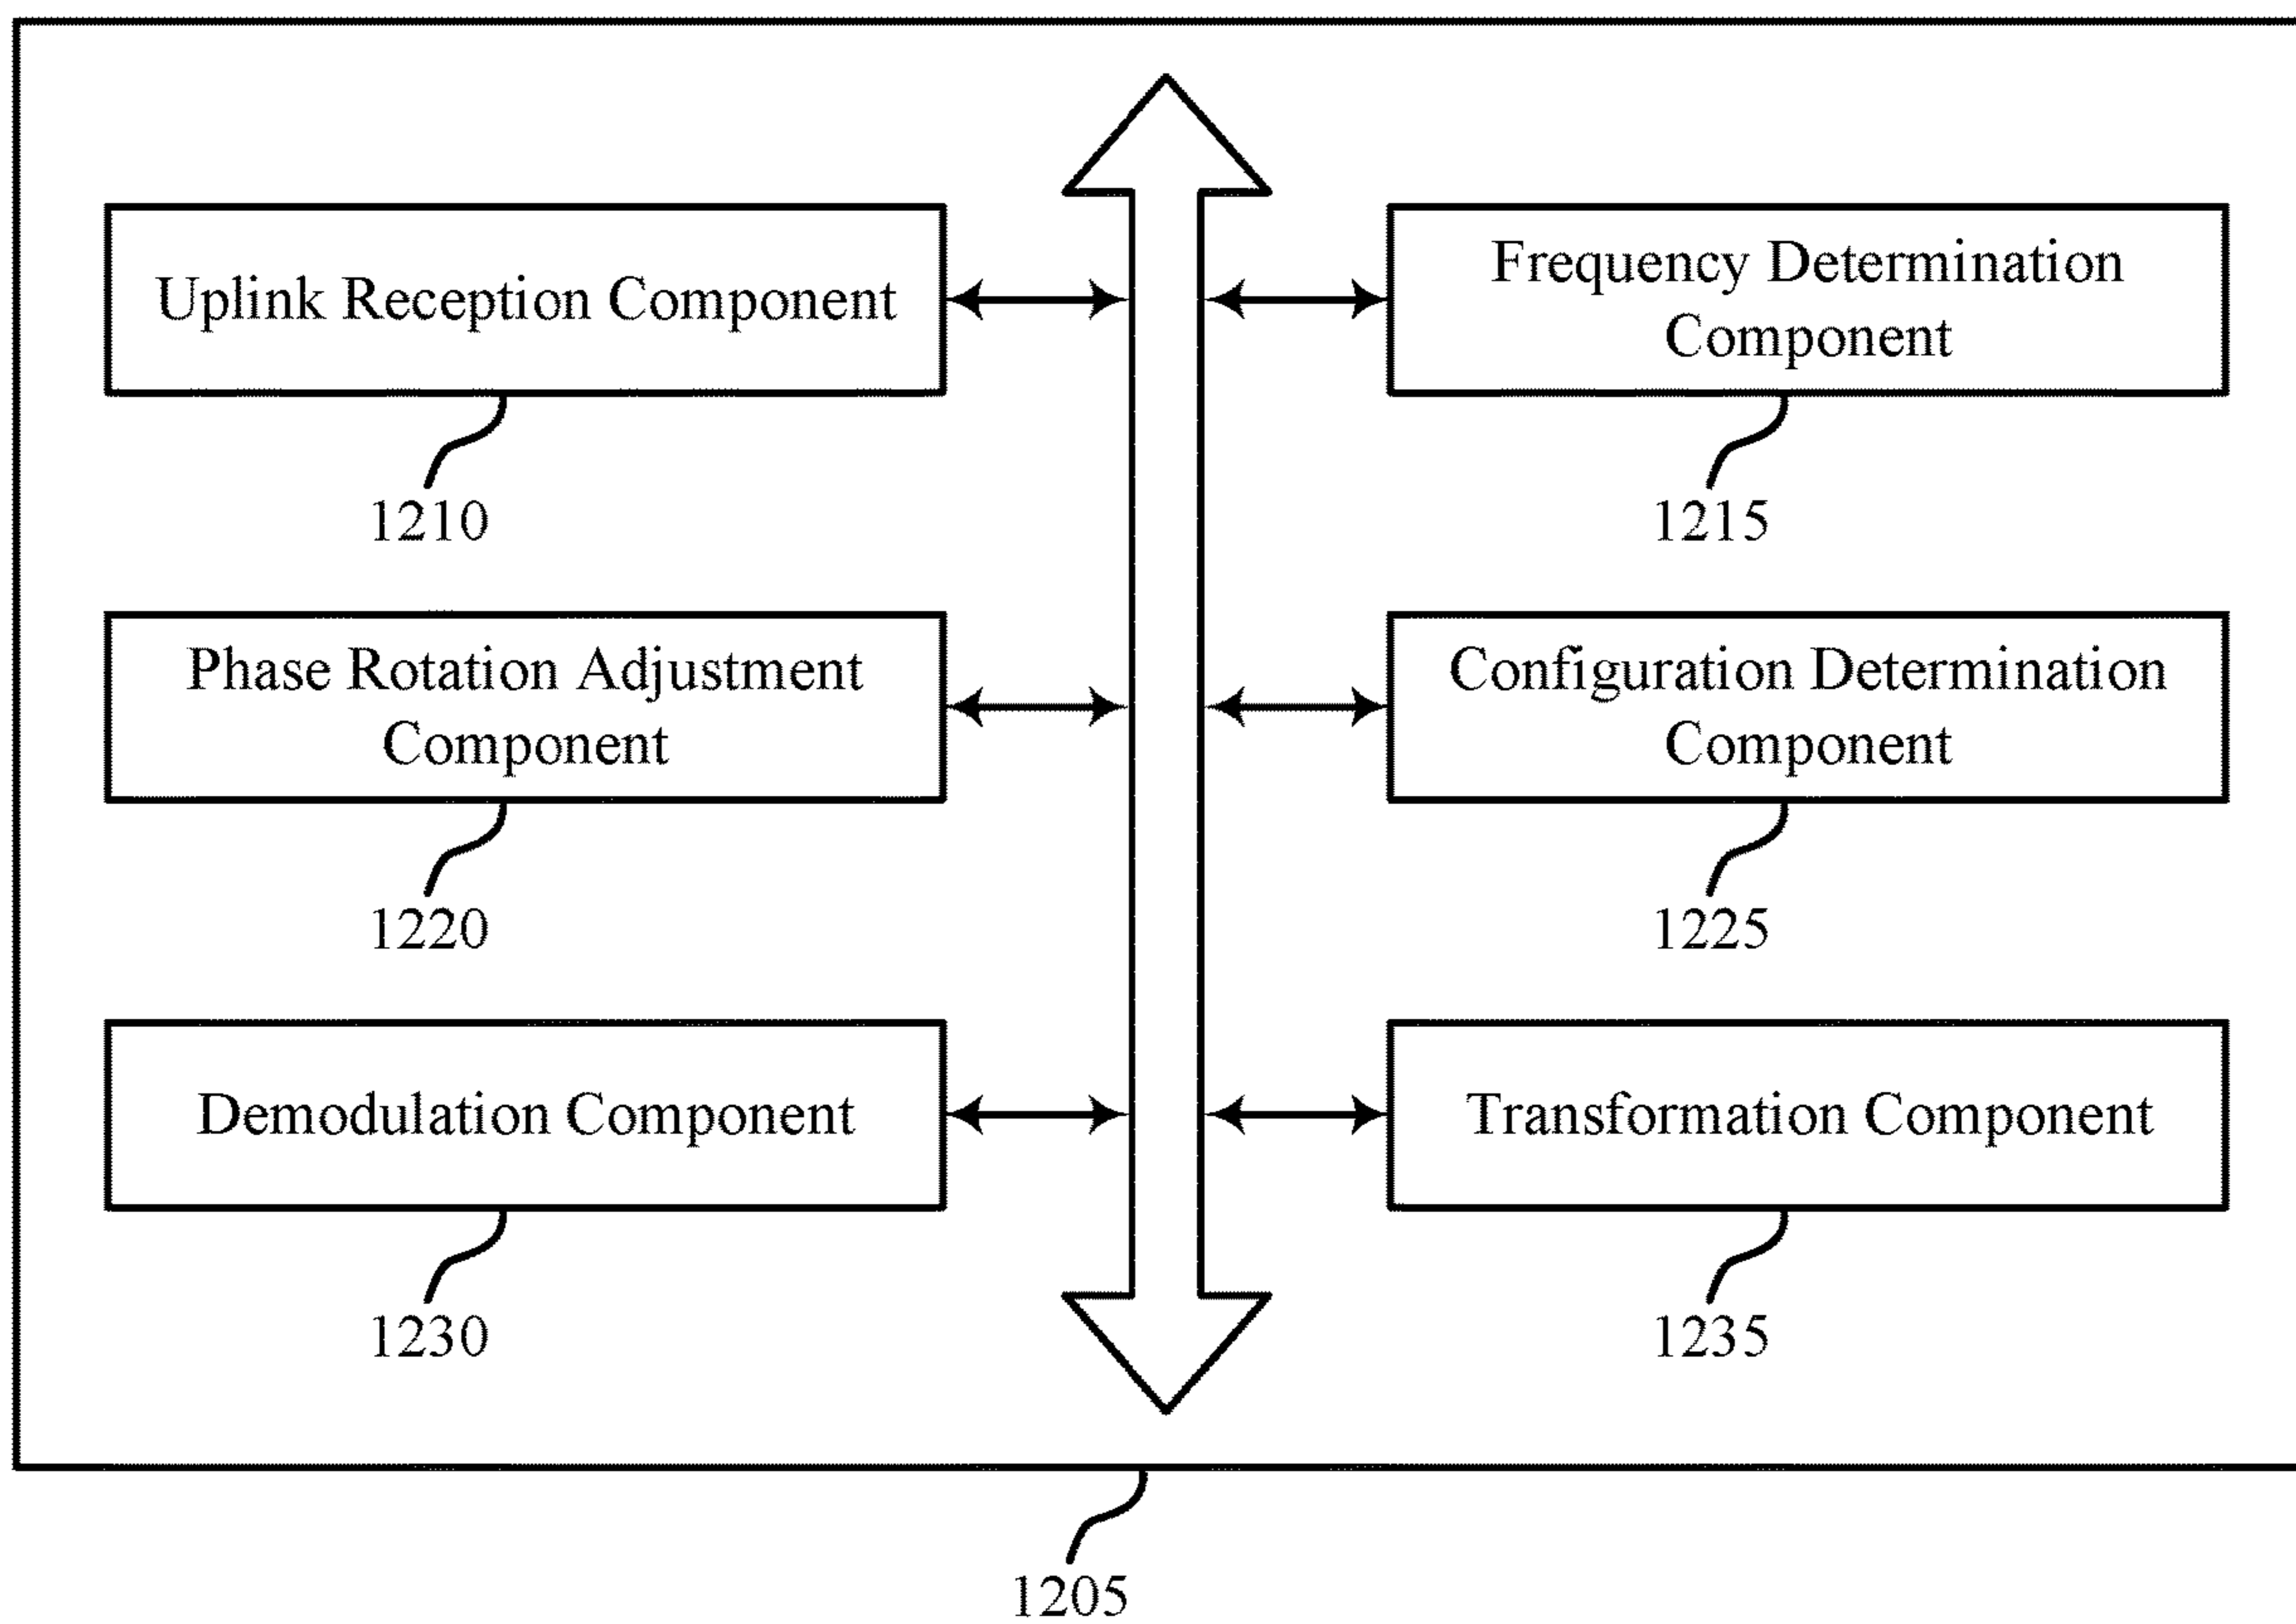 Uplink Reception Component
1210
Frequency Determination
Component
1215
Phase Rotation Adjustment
Component
1220
Configuration Determination
Component
1225
Demodulation Component
1230
Transformation Component
1235
1205